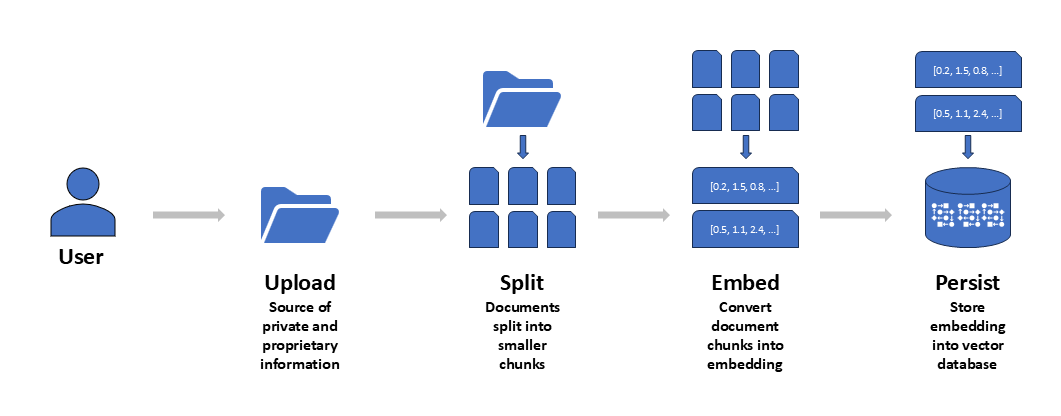 [0.2, 1.5, 0.8, ...]
[0.5, 1.1, 2.4, ...]
[0.2, 1.5, 0.8, ...]
[0.5, 1.1, 2.4, ...]
User
Upload
Source of
private and
proprietary
information
Split
Documents
split into
smaller
chunks
Embed
Convert
document
chunks into
embedding
Persist
Store
embedding
into vector
database